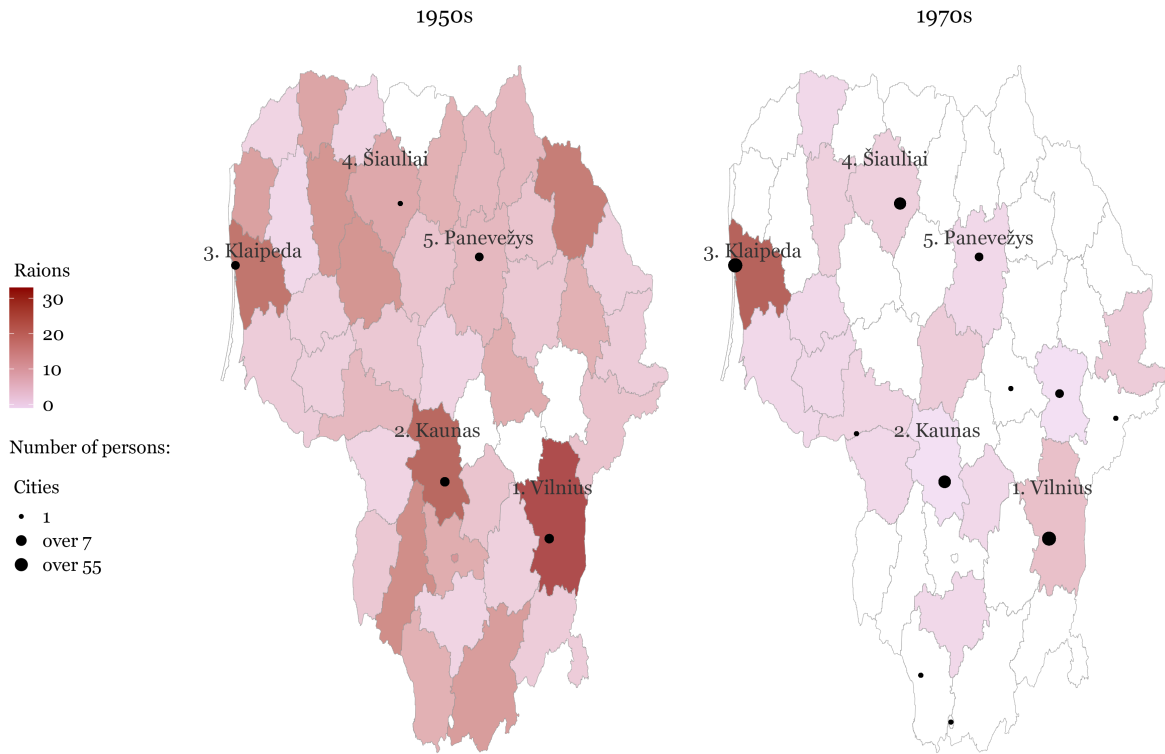 1950s
1970s
4. Šiauliai
5. Panevežys
3. Klaipeda
2. Kaunas
1. Vilnius
4. Šiauliai
5. Panevežys
3. Klaipeda
2. Kaunas
1. Vilnius
Raions
30
20
10
0
Number of persons:
Cities
1
over 7
over 55